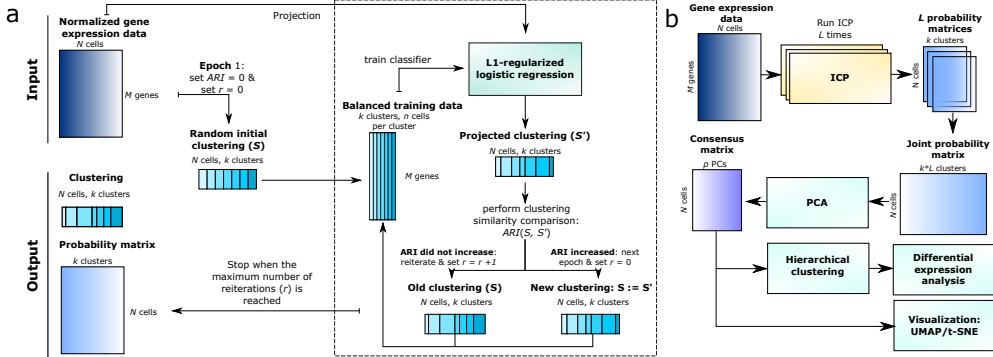 a
Input
Output
Normalized gene
expression data
N cells
M genes
Projection
Epoch 1:
set ARI = 0 &
set r = 0
Random initial
clustering (S)
N cells, k clusters
Clustering
N cells, k clusters
Probability matrix
k clusters
N cells
Stop when the
maximum number of
reiterations (r) is
reached
train classifier
L1-regularized
logistic regression
Balanced training data
k clusters, n cells
per cluster
M genes
Projected clustering (S')
N cells, k clusters
perform clustering
similarity comparison:
ARI(S, S')
ARI did not increase:
reiterate & set r = r +1
ARI increased: next
epoch & set r = 0
Old clustering (S)
N cells, k clusters
New clustering: S := S'
N cells, k clusters
b
Gene expression
data
N cells
M genes
Run ICP
L times
ICP
L probability
matrices
k clusters
N cells
Joint probability
matrix
k*L clusters
N cells
PCA
Consensus
matrix
p PCs
N cells
Hierarchical
clustering
Differential
expression
analysis
Visualization:
UMAP/t-SNE